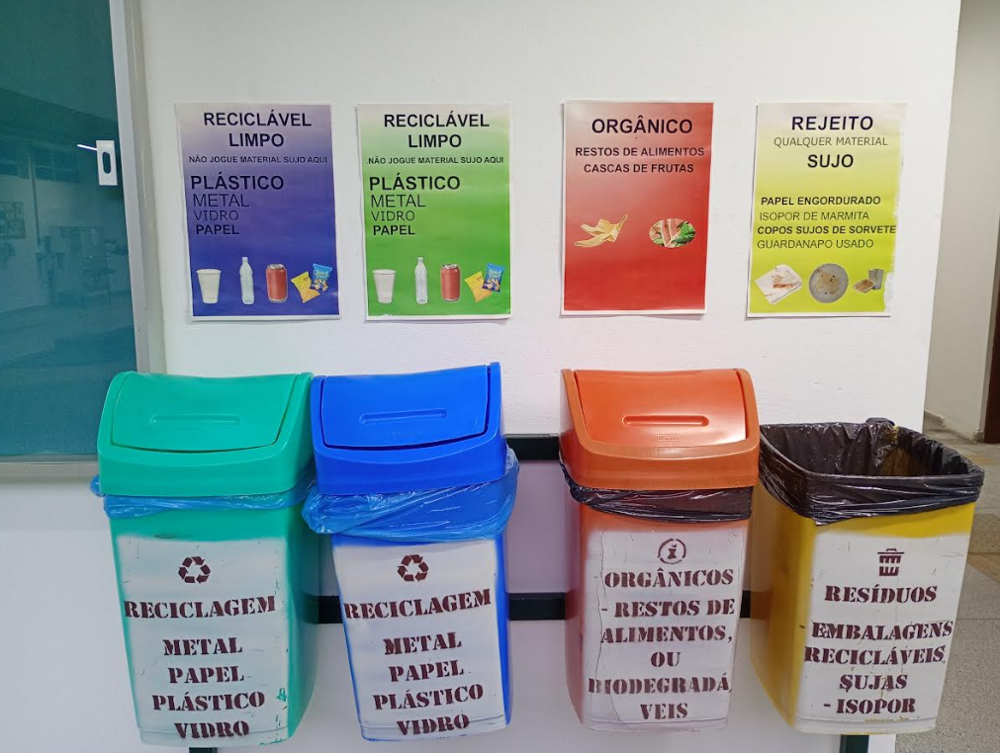 RECICLÁVEL
LIMPO
NÃO JOGUE MATERIAL SUJO AQUI
PLÁSTICO
METAL
VIDRO
PAPEL
RECICLÁVEL
LIMPO
NÃO JOGUE MATERIAL SUJO AQUI
PLÁSTICO
METAL
VIDRO
PAPEL
ORGÂNICO
RESTOS DE ALIMENTOS
CASCAS DE FRUTAS
REJEITO
QUALQUER MATERIAL
SUJO
PAPEL ENGORDURADO
ISOPOR DE MARMITA
COPOS SUJOS DE SORVETE
GUARDANAPO USADO
RECICLAGEM
METAL
PAPEL
PLÁSTICO
VIDRO
RECICLAGEM
METAL
PAPEL
PLÁSTICO
VIDRO
ORGÂNICOS
- RESTOS DE
ALIMENTOS,
OU
BIODEGRADÁ
VEIS
RESÍDUOS
EMBALAGENS
RECICLÁVEIS
SUJAS
- ISOPOR